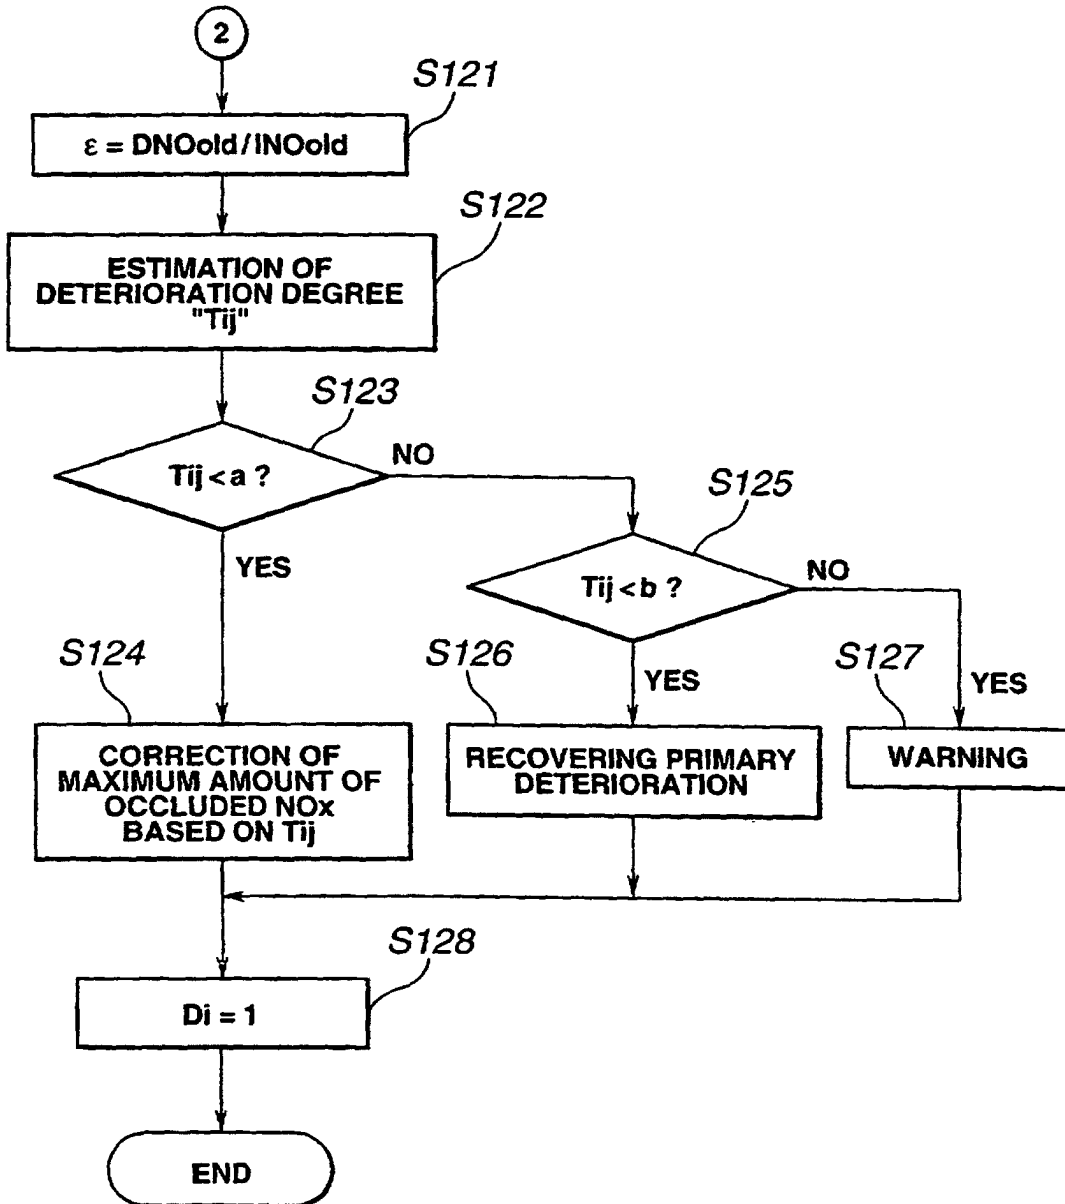 2
S121
ε = DNOold/INOold
S122
ESTIMATION OF
DETERIORATION DEGREE
"Tij"
S123
Tij < a ?
NO
S125
YES
Tij < b ?
NO
S124
S126
YES
S127
YES
CORRECTION OF
MAXIMUM AMOUNT OF
OCCLUDED NOx
BASED ON Tij
RECOVERING PRIMARY
DETERIORATION
WARNING
S128
Di = 1
END